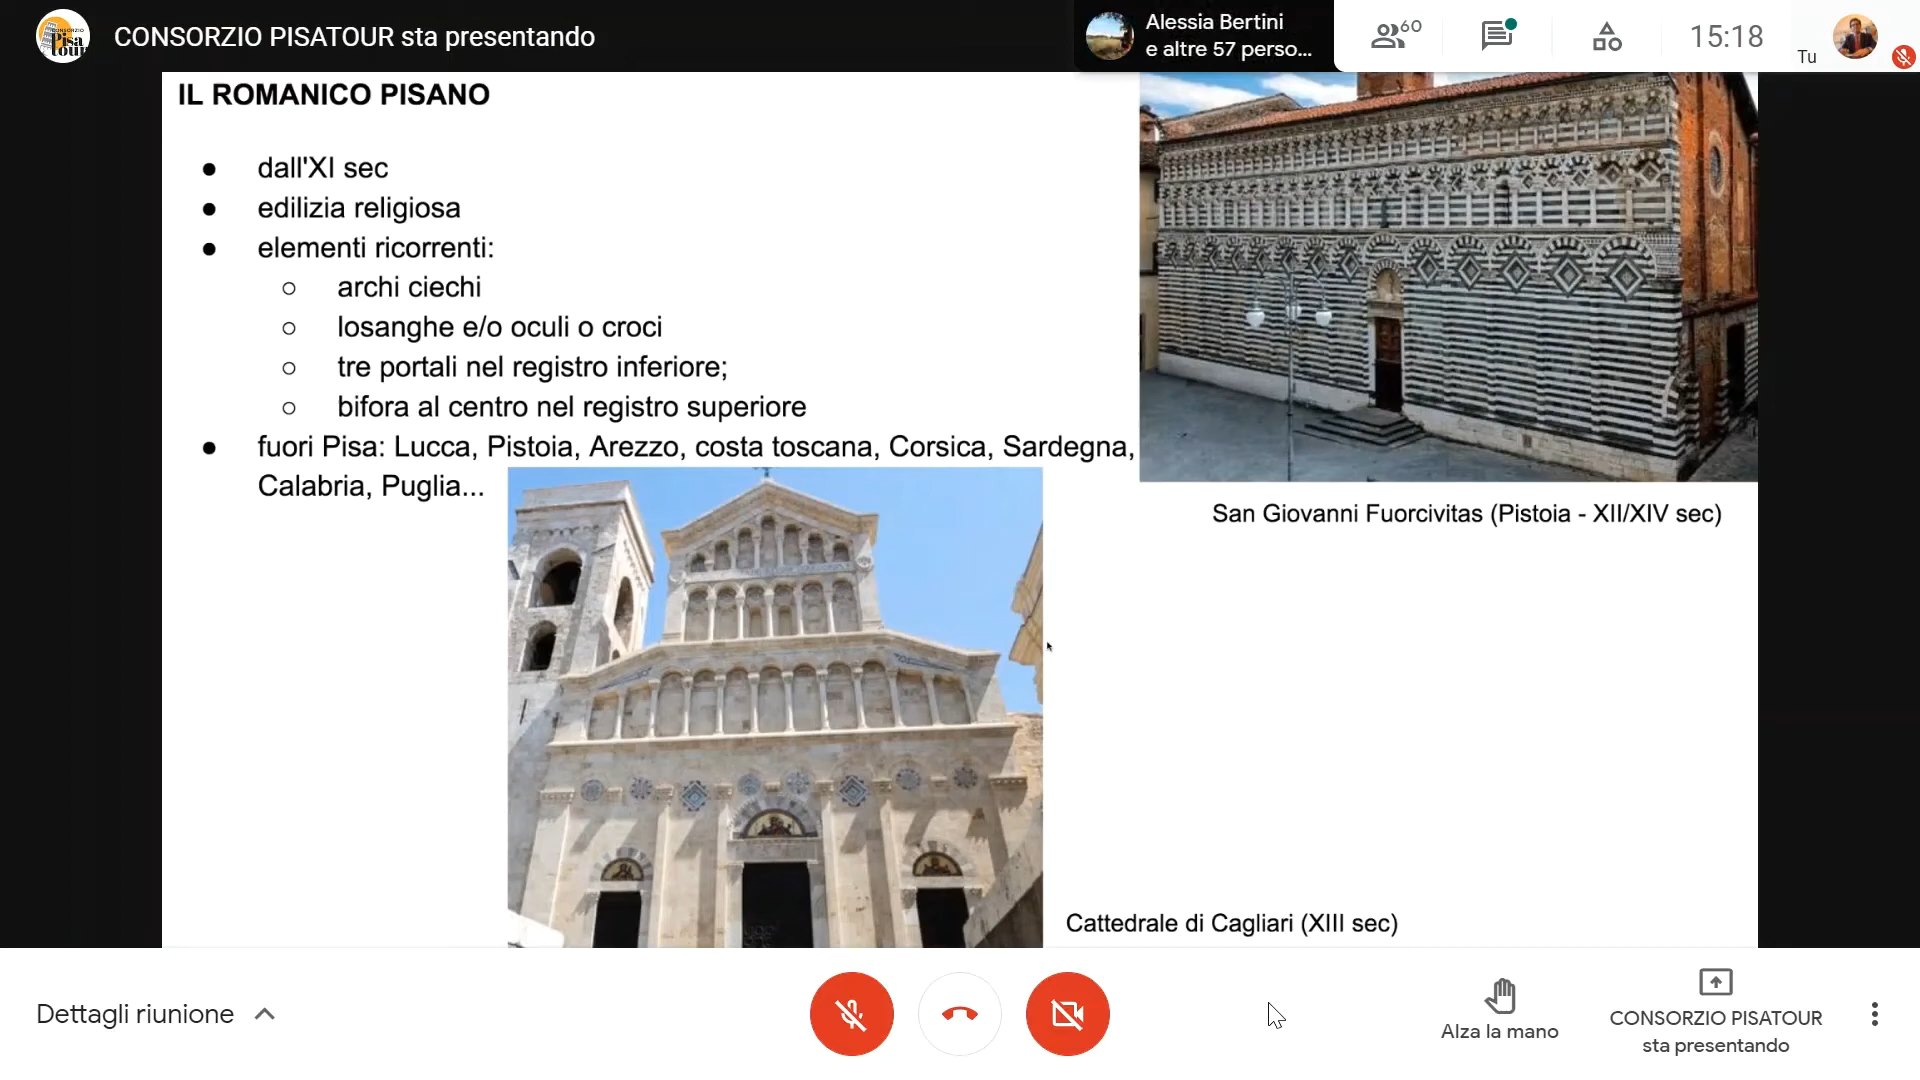 CONSORZIO PISATOUR sta presentando
Alessia Bertini
e altre 57 perso...
60
15:18
Tu
CONSORZIO
Pisa
tour
IL ROMANICO PISANO
dall'XI sec
edilizia religiosa
elementi ricorrenti:
archi ciechi
losanghe e/o oculi o croci
tre portali nel registro inferiore;
bifora al centro nel registro superiore
fuori Pisa: Lucca, Pistoia, Arezzo, costa toscana, Corsica, Sardegna,
Calabria, Puglia...
San Giovanni Fuorcivitas (Pistoia - XII/XIV sec)
Cattedrale di Cagliari (XIII sec)
Dettagli riunione
Alza la mano
CONSORZIO PISATOUR
sta presentando